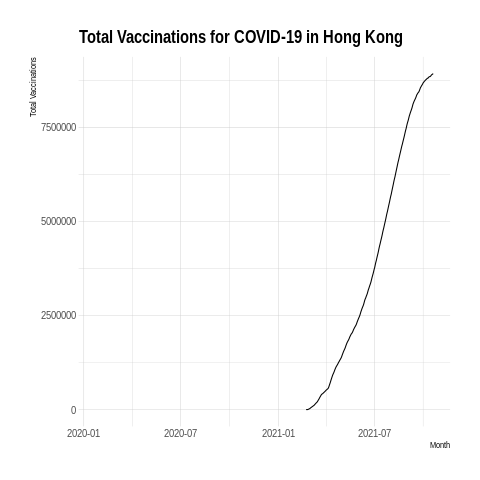 Total Vaccinations for COVID-19 in Hong Kong
Total Vaccinations
7500000
5000000
2500000
0
2020-01 2020-07 2021-01 2021-07
Month